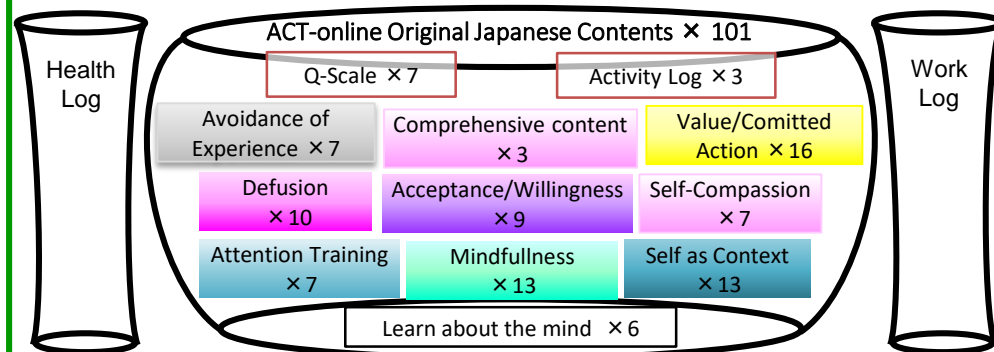 ACT-online Original Japanese Contents × 101
Health
Log
Work
Log
Q-Scale ×7
Activity Log ×3
Avoidance of
Experience ×7
Comprehensive content
×3
Value/Comitted
Action ×16
Defusion
×10
Acceptance/Willingness
×9
Self-Compassion
×7
Attention Training
×7
Mindfullness
×13
Self as Context
×13
Learn about the mind ×6